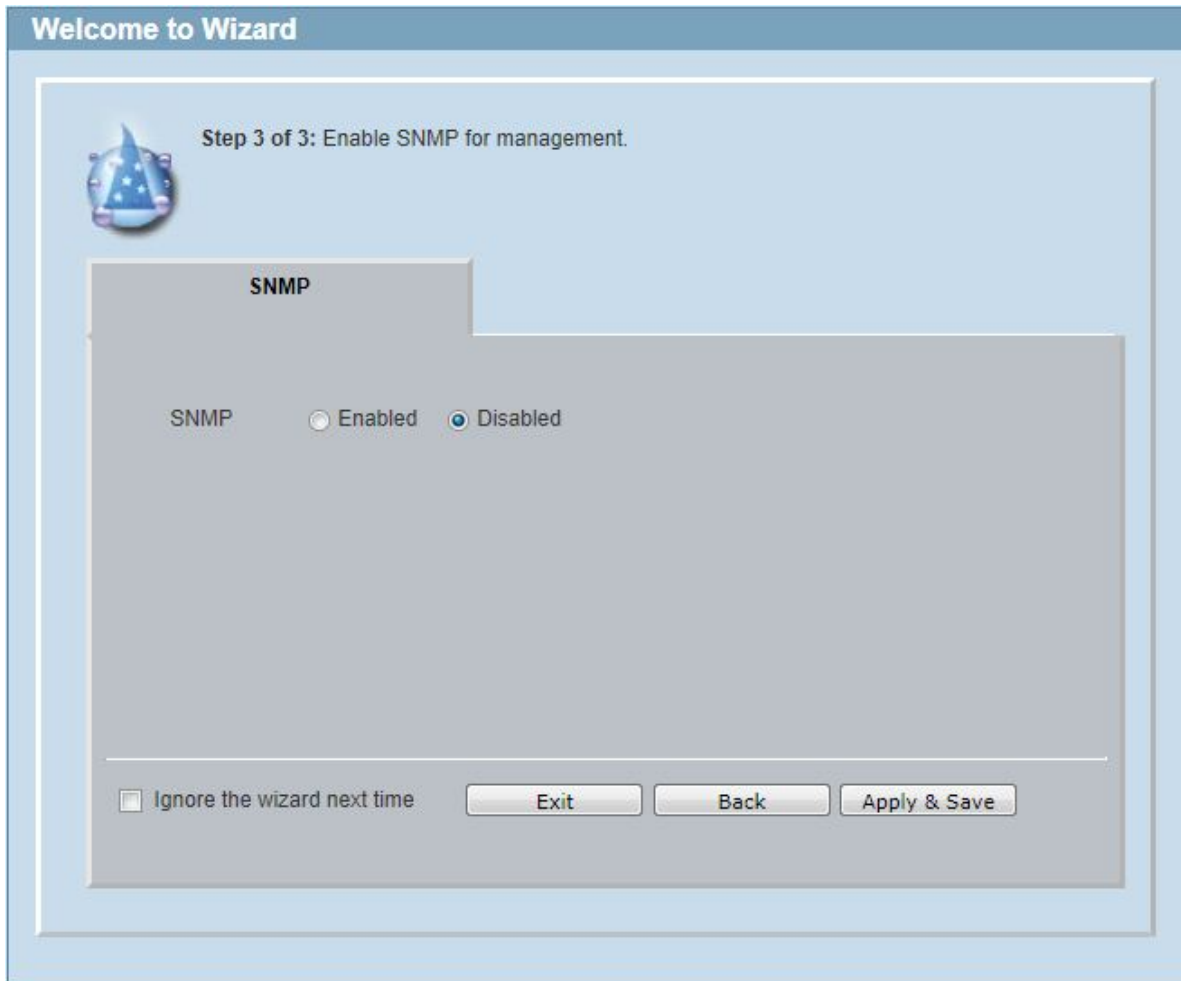 Welcome to Wizard
Step 3 of 3: Enable SNMP for management.
SNMP
SNMP Enabled Disabled
Ignore the wizard next time Exit Back Apply & Save